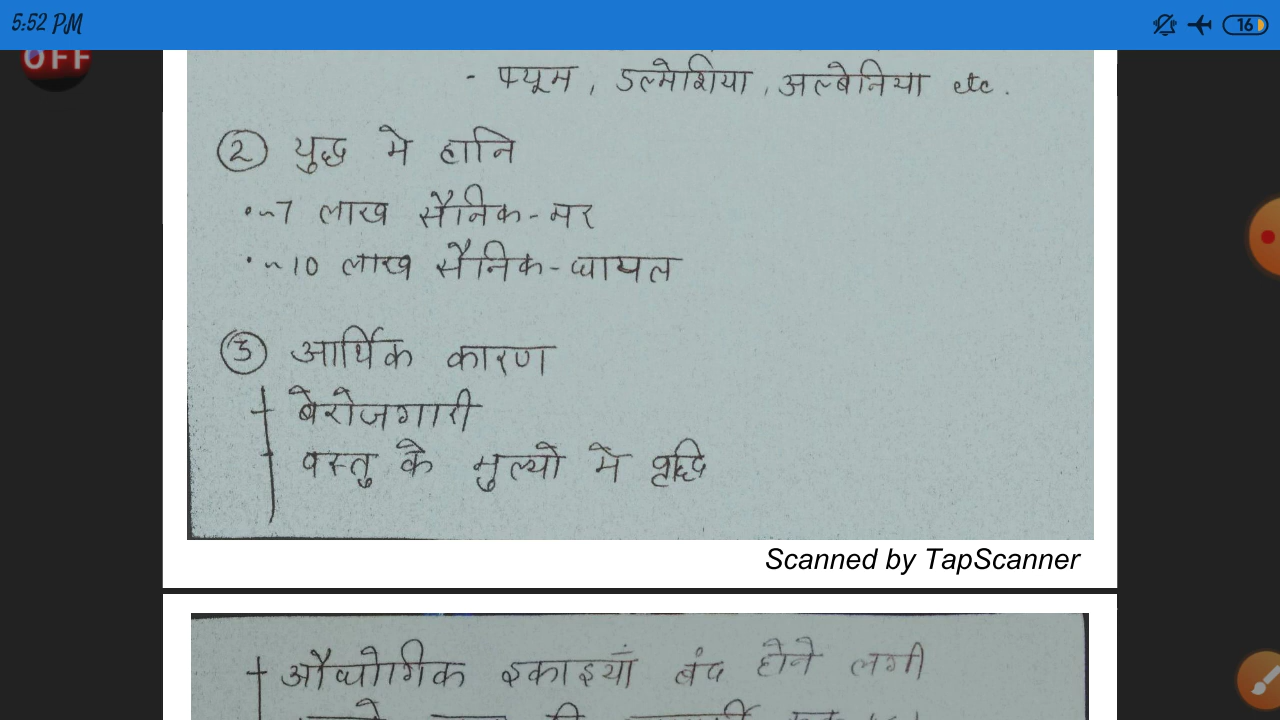 5:52 PM
16
OFF
- फ्यूम, डल्मेशिया, अल्बेनिया etc.
② युद्ध मे हानि
• ~7 लाख सैनिक-मर
• ~10 लाख सैनिक-घायल
③ आर्थिक कारण
बेरोजगारी
वस्तु के मुल्यो मे वृद्धि
Scanned by TapScanner
औद्योगिक इकाइयाँ बंद होने लगी